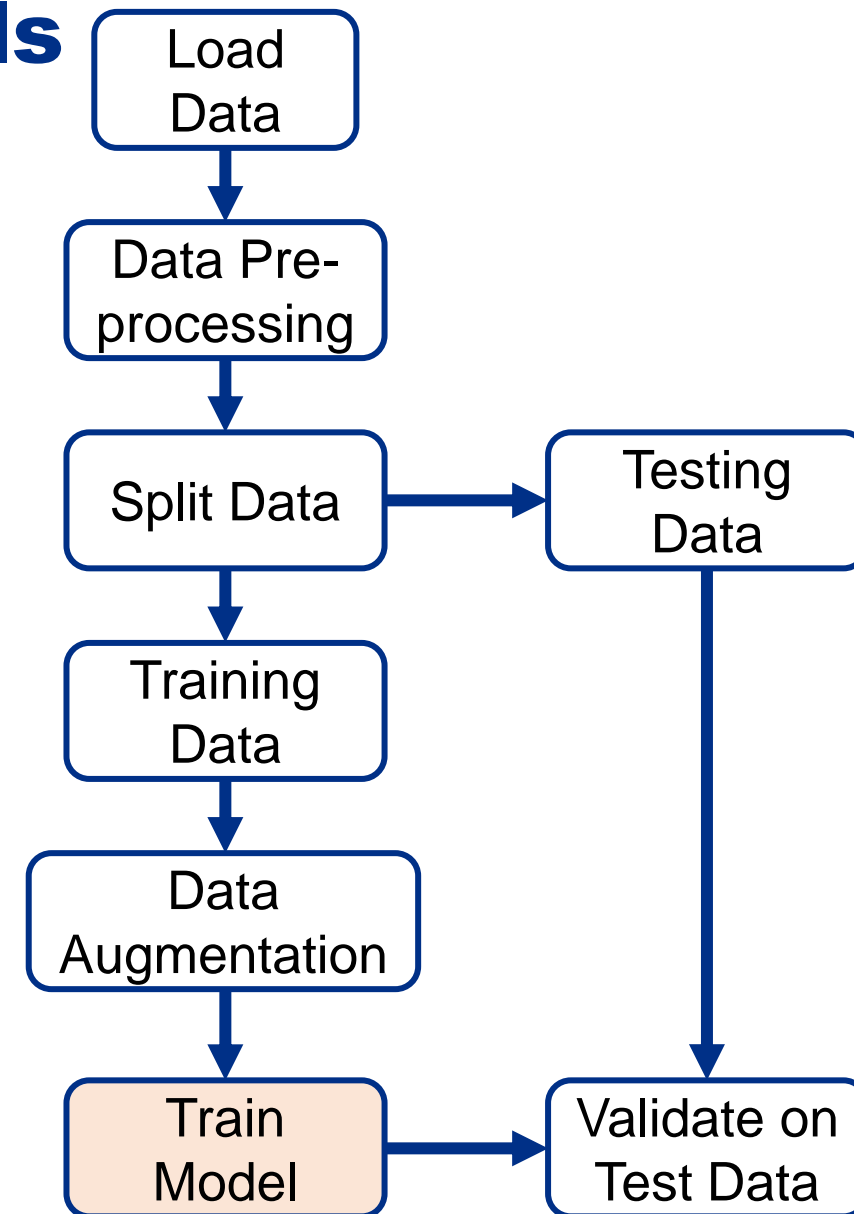 ds
Load
Data
Data Pre-
processing
Split Data
Testing
Data
Training
Data
Data
Augmentation
Train
Model
Validate on
Test Data